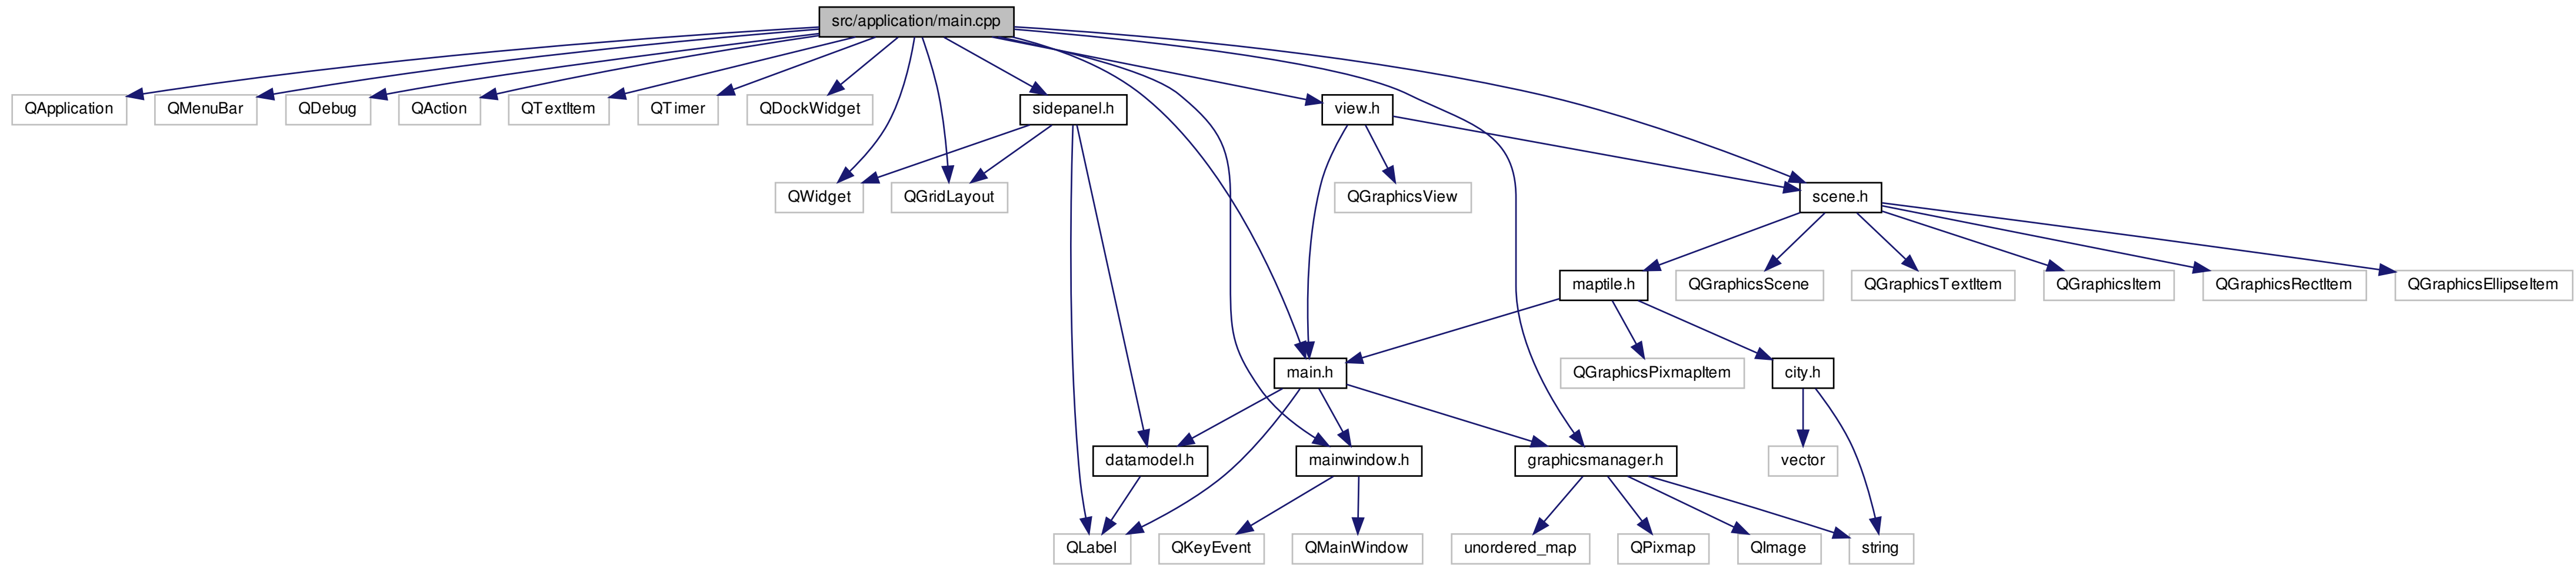 src/application/main.cpp
QApplication
QMenuBar
QDebug
QAction
QTextItem
QTimer
QDockWidget
sidepanel.h
view.h
QWidget
QGridLayout
QGraphicsView
scene.h
maptile.h
QGraphicsScene
QGraphicsTextItem
QGraphicsItem
QGraphicsRectItem
QGraphicsEllipseItem
main.h
QGraphicsPixmapItem
city.h
datamodel.h
mainwindow.h
graphicsmanager.h
vector
QLabel
QKeyEvent
QMainWindow
unordered_map
QPixmap
QImage
string